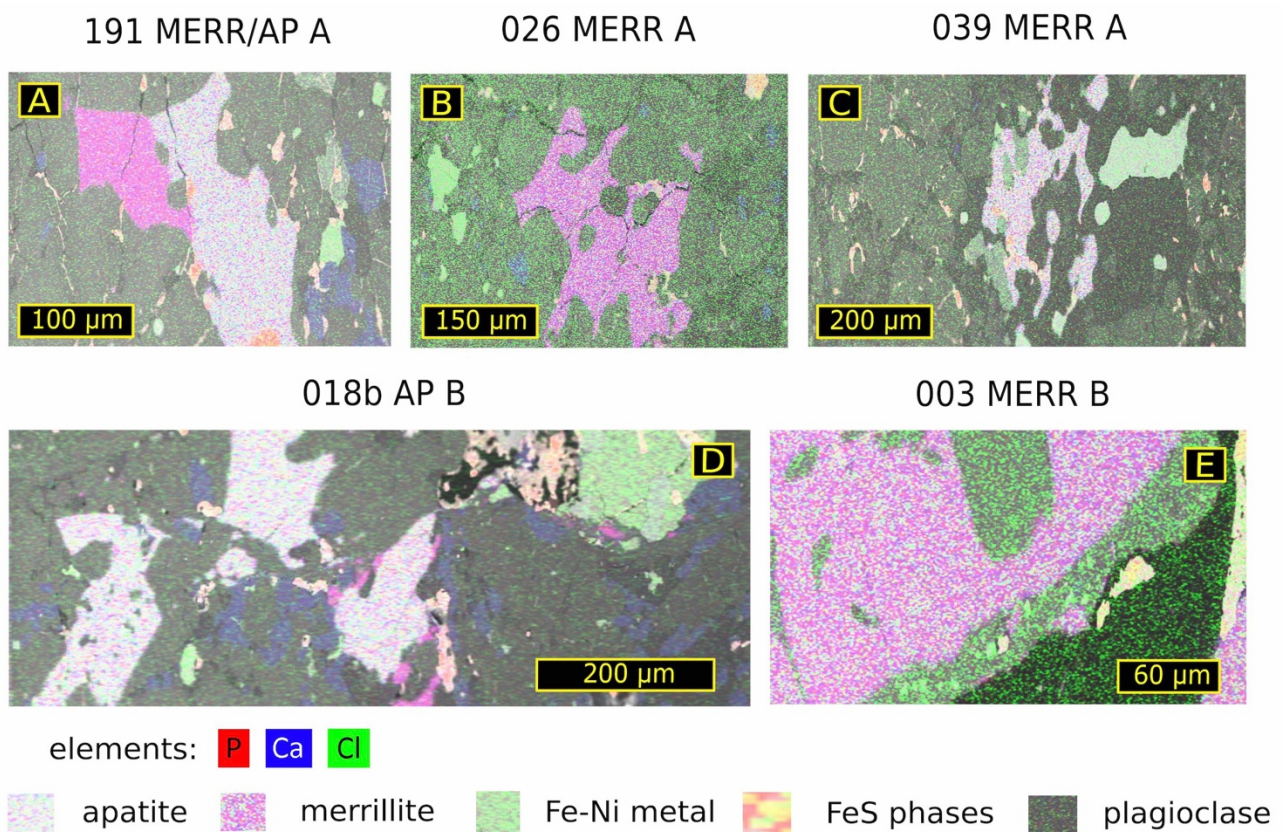 191 MERR/AP A
026 MERR A
039 MERR A
A
B
C
100 µm
150 µm
200 µm
018b AP B
003 MERR B
D
E
200 µm
60 µm
elements: P Ca Cl
apatite merrillite Fe-Ni metal FeS phases plagioclase